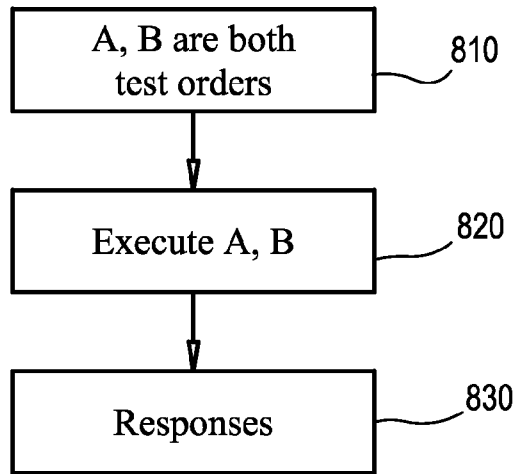 A, B are both
test orders
810
Execute A, B
820
Responses
830